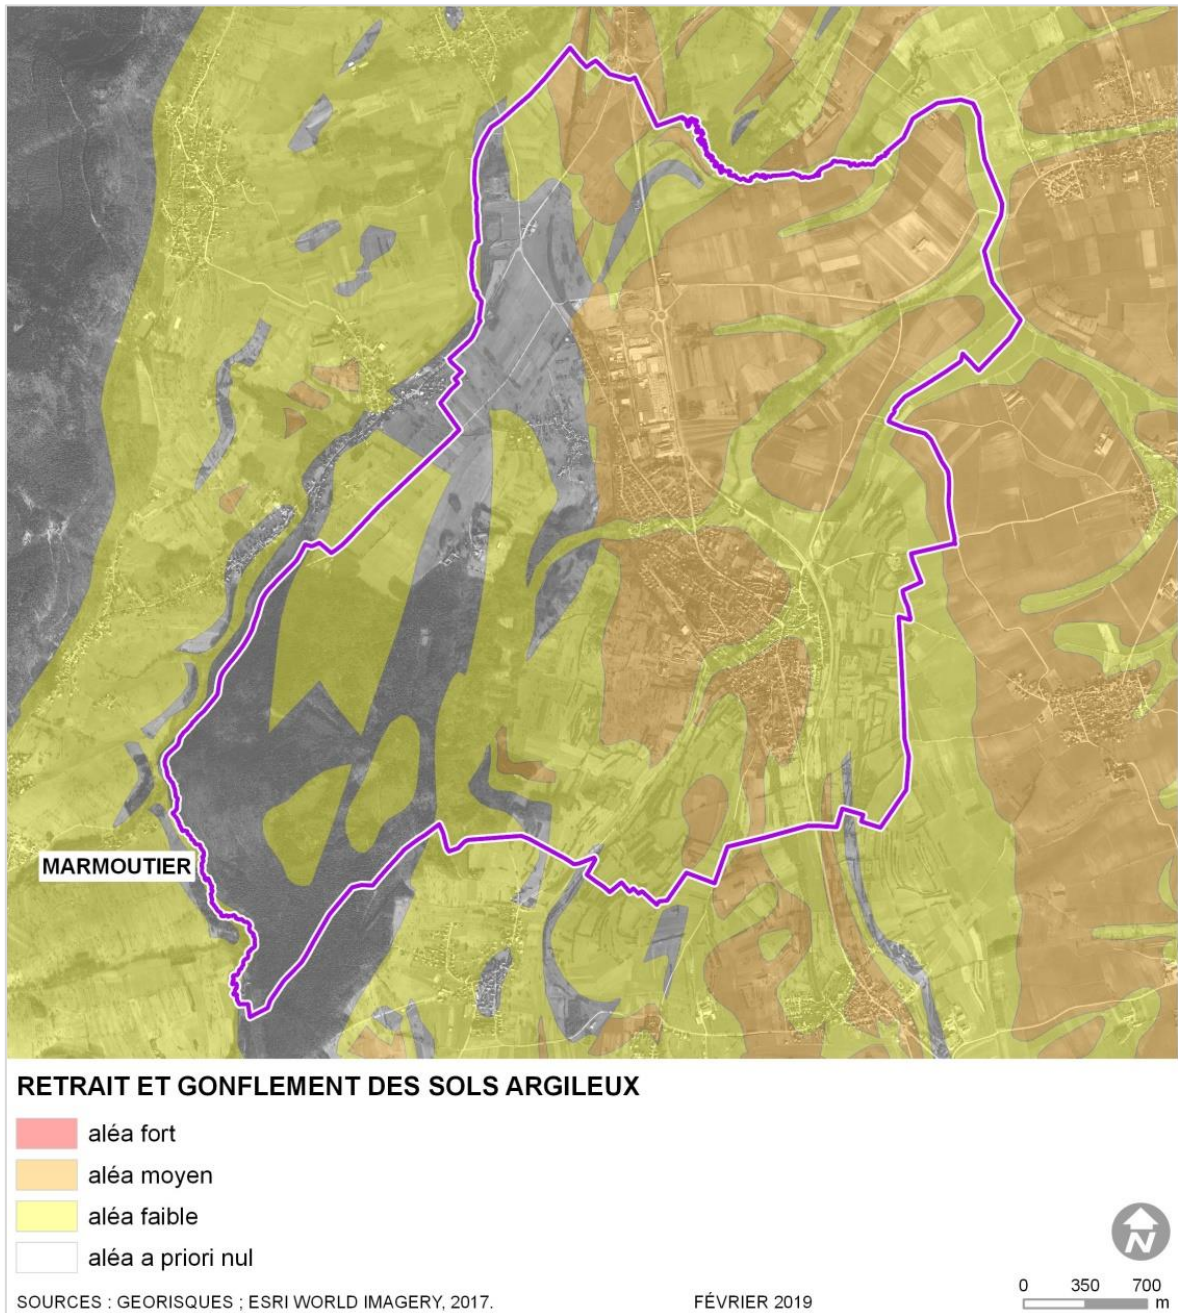 MARMOUTIER
RETRAIT ET GONFLEMENT DES SOLS ARGILEUX
aléa fort
aléa moyen
aléa faible
aléa a priori nul
N
0 350 700
m
SOURCES : GEORISQUES ; ESRI WORLD IMAGERY, 2017. FÉVRIER 2019